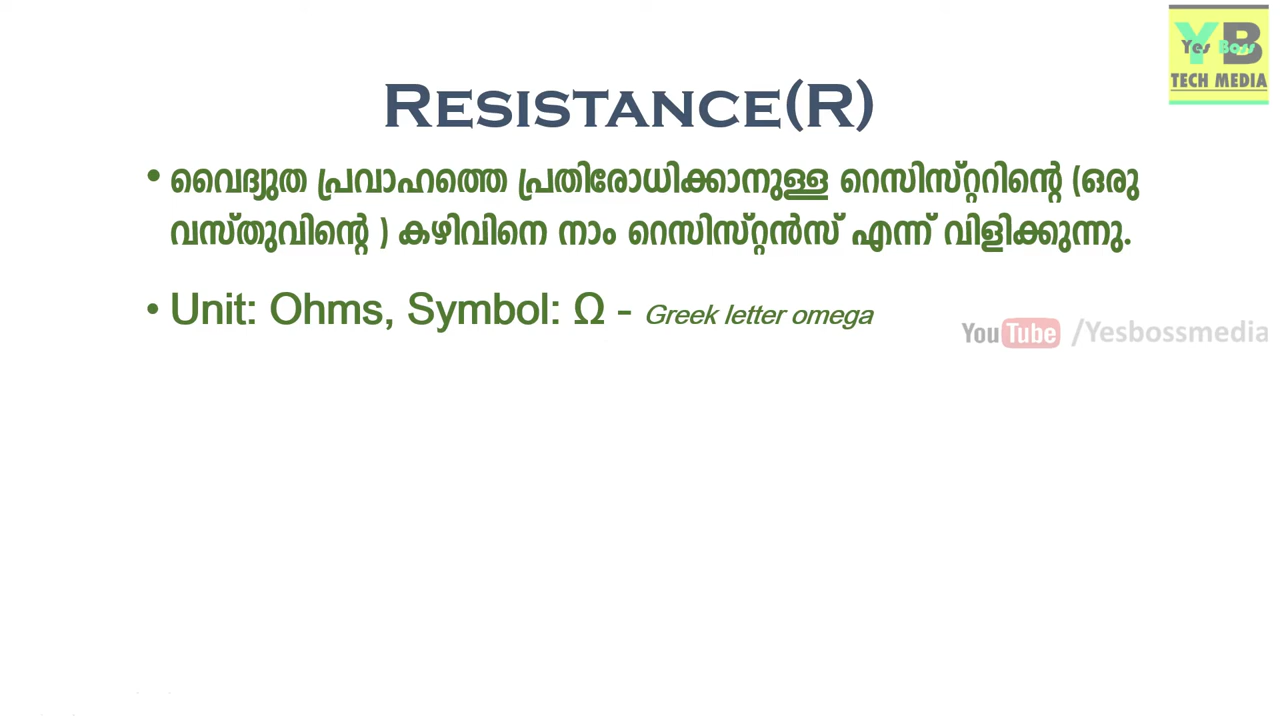 YB
Yes Boss
TECH MEDIA
RESISTANCE(R)
• വൈദ്യുത പ്രവാഹത്തെ പ്രതിരോധിക്കാനുള്ള റെസിസ്റ്ററിന്റെ (ഒരു
വസ്തുവിന്റെ ) കഴിവിനെ നാം റെസിസ്റ്റൻസ് എന്ന് വിളിക്കുന്നു.
• Unit: Ohms, Symbol: Ω - Greek letter omega
YouTube /Yesbossmedia